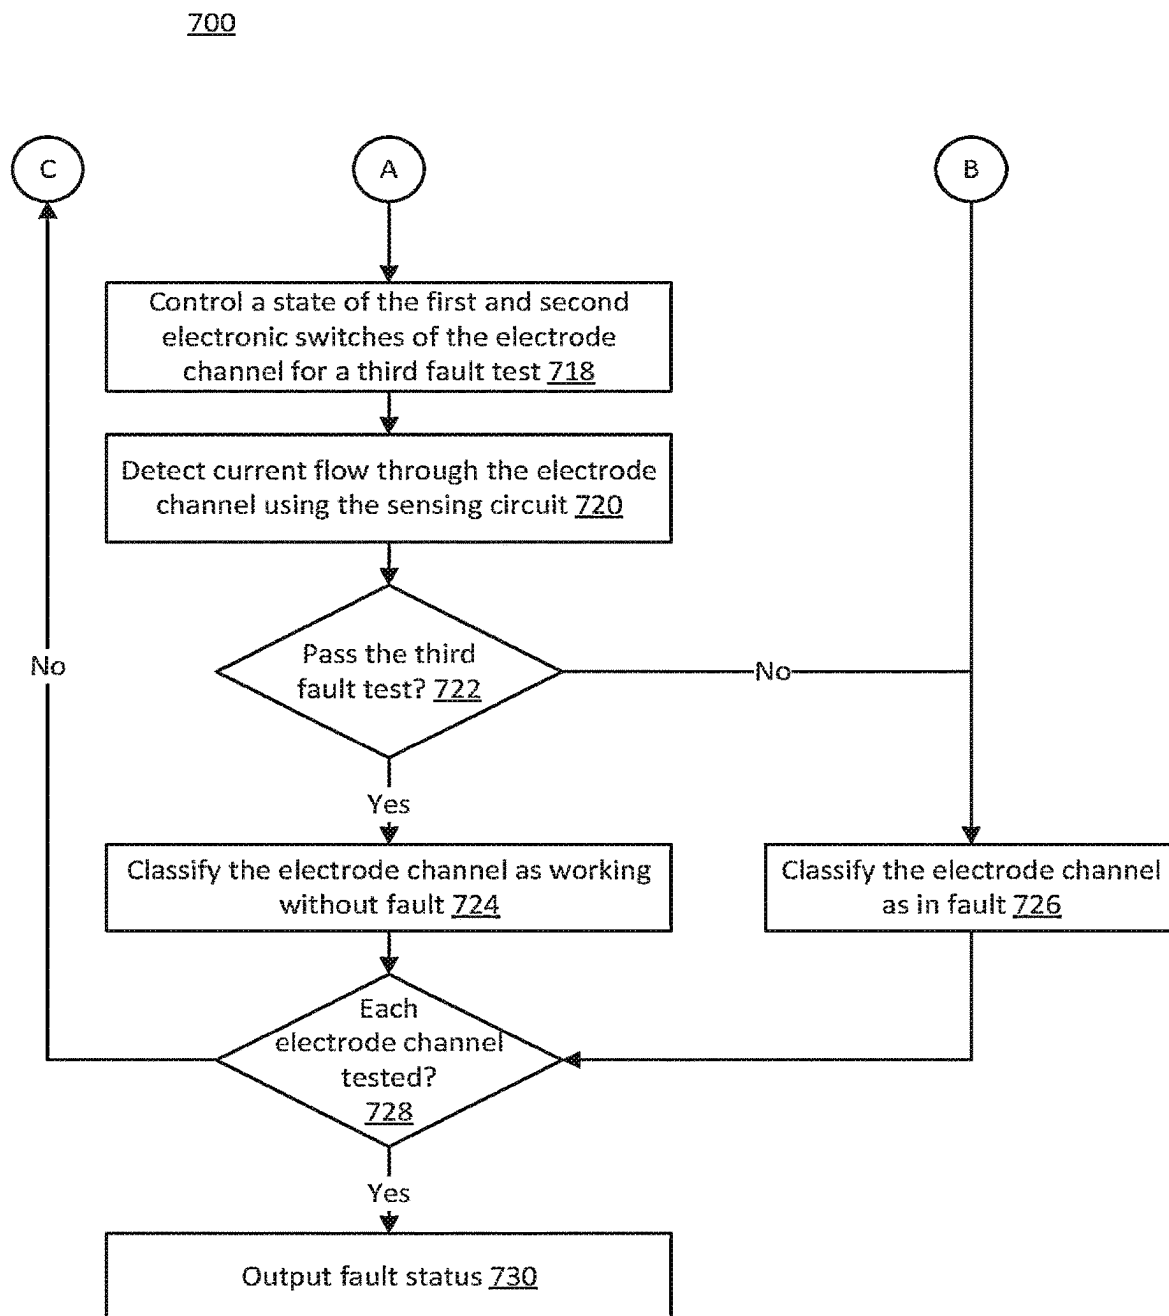 700
C
A
B
Control a state of the first and second
electronic switches of the electrode
channel for a third fault test 718
Detect current flow through the electrode
channel using the sensing circuit 720
Pass the third
fault test? 722
No
No
Yes
Classify the electrode channel as working
without fault 724
Classify the electrode channel
as in fault 726
Each
electrode channel
tested?
728
Yes
Output fault status 730